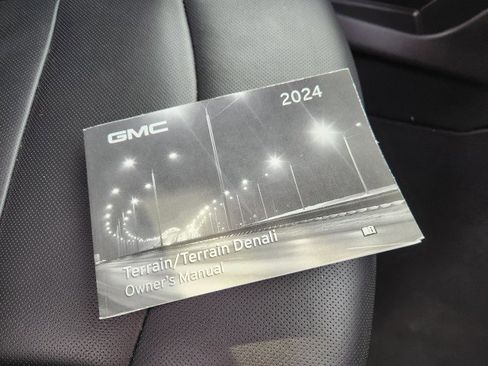 GMC
2024
Terrain/Terrain Denali
Owner's Manual